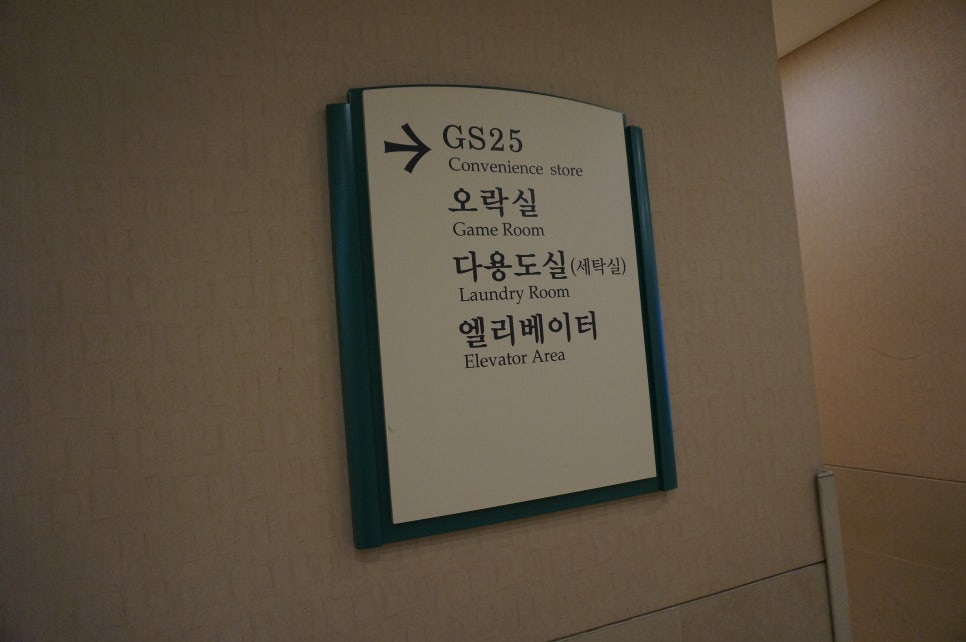 GS25
Convenience store
오락실
Game Room
다용도실(세탁실)
Laundry Room
엘리베이터
Elevator Area